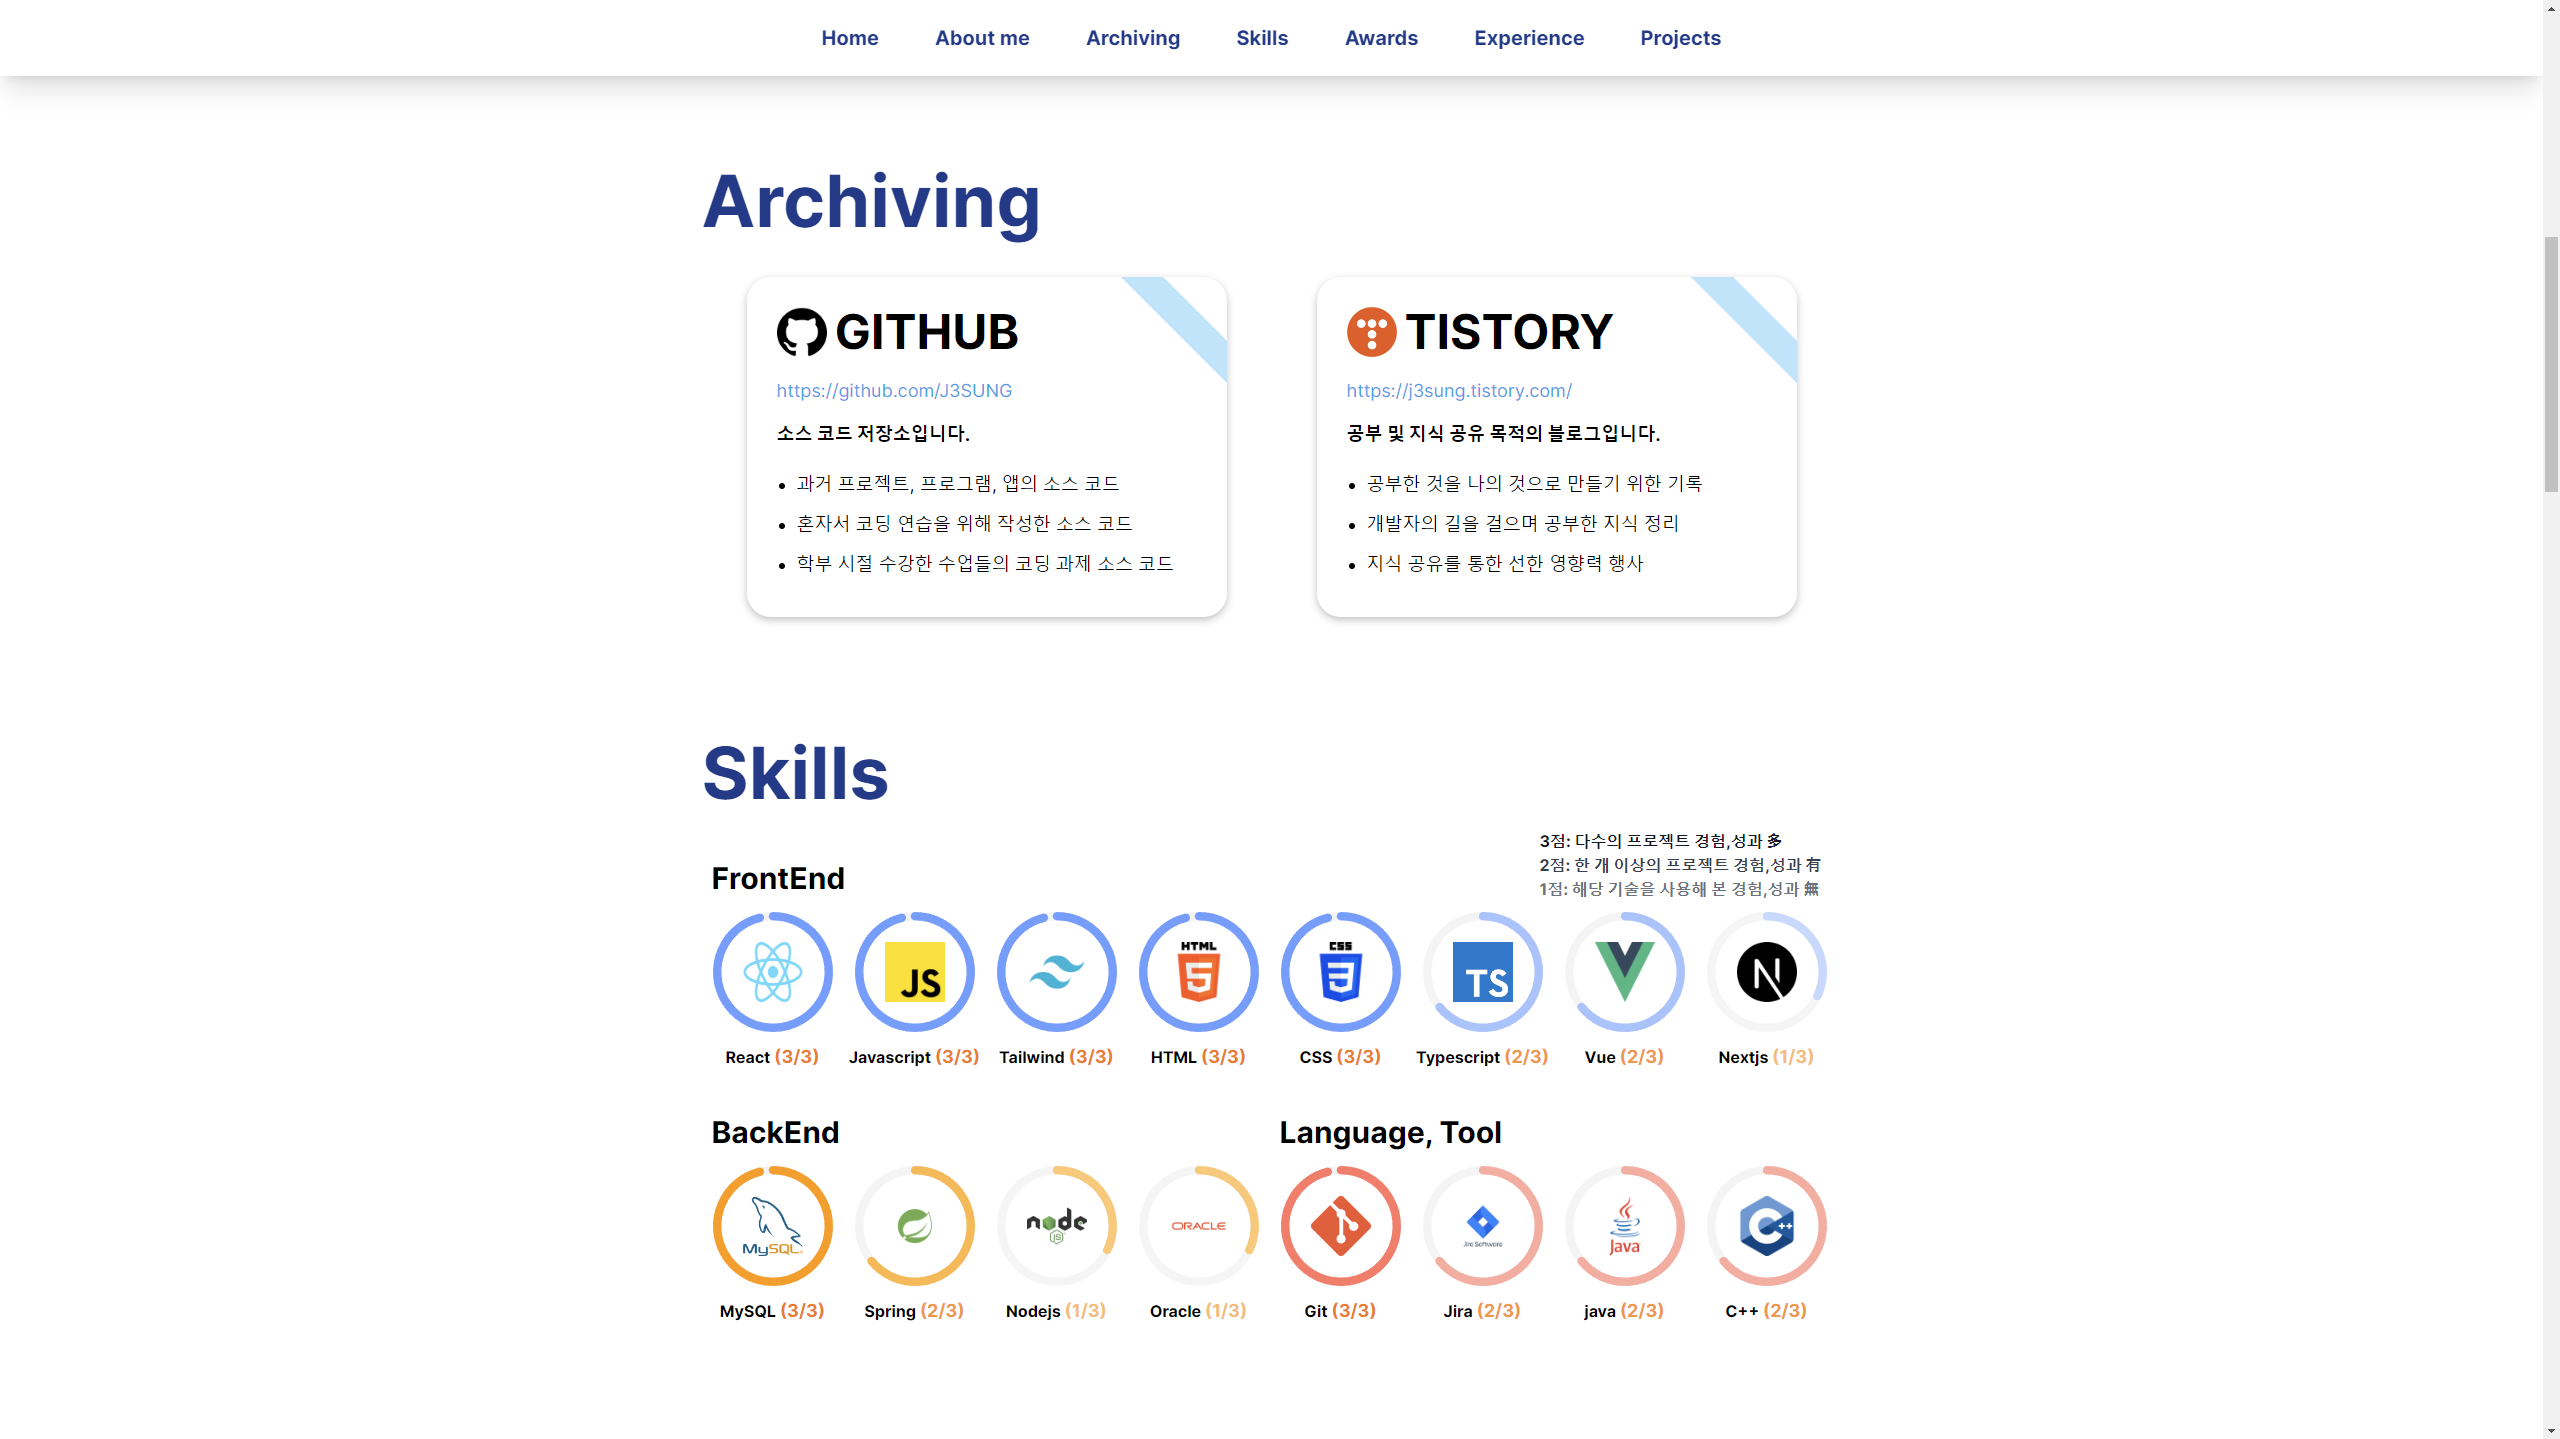 Home About me Archiving Skills Awards Experience Projects
Archiving
GITHUB
https://github.com/J3SUNG
소스 코드 저장소입니다.
과거 프로젝트, 프로그램, 앱의 소스 코드
혼자서 코딩 연습을 위해 작성한 소스 코드
학부 시절 수강한 수업들의 코딩 과제 소스 코드
TISTORY
https://j3sung.tistory.com/
공부 및 지식 공유 목적의 블로그입니다.
공부한 것을 나의 것으로 만들기 위한 기록
개발자의 길을 걸으며 공부한 지식 정리
지식 공유를 통한 선한 영향력 행사
Skills
3점: 다수의 프로젝트 경험,성과 多
2점: 한 개 이상의 프로젝트 경험,성과 有
1점: 해당 기술을 사용해 본 경험,성과 無
FrontEnd
JS
HTML
5
CSS
3
TS
N
React (3/3) Javascript (3/3) Tailwind (3/3) HTML (3/3) CSS (3/3) Typescript (2/3) Vue (2/3) Nextjs (1/3)
BackEnd
MySQL
node
JS
ORACLE
MySQL (3/3) Spring (2/3) Nodejs (1/3) Oracle (1/3)
Language, Tool
Jira Software
Java
C++
Git (3/3) Jira (2/3) java (2/3) C++ (2/3)